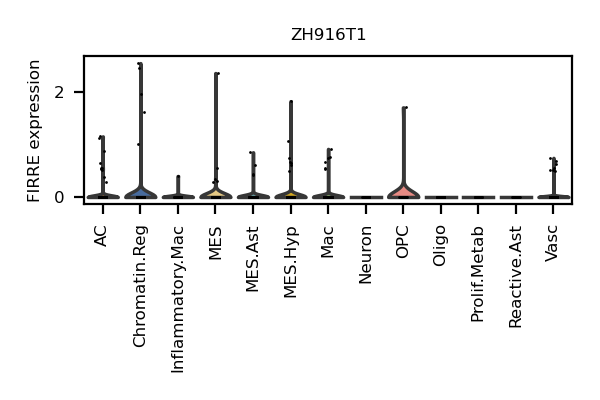 ZH916T1
FIRRE expression
2
0
AC
Chromatin.Reg
Inflammatory.Mac
MES
MES.Ast
MES.Hyp
Mac
Neuron
OPC
Oligo
Prolif.Metab
Reactive.Ast
Vasc